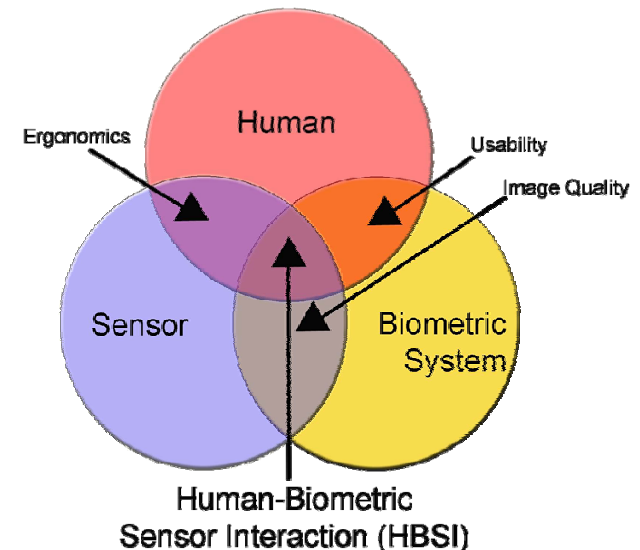 Human
Ergonomics
Usability
Image Quality
Sensor
Biometric
System
Human-Biometric
Sensor Interaction (HBSI)